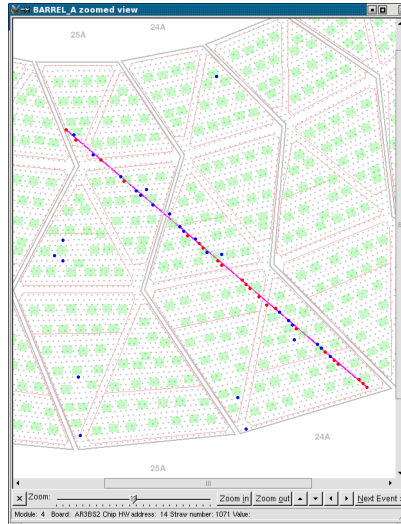 BARREL_A zoomed view
24A
25A
24A
25A
Zoom: Zoom in Zoom out Next Event
Module: 4 Board: AR3BS2 Chip HW address: 14 Straw number: 1071 Value: